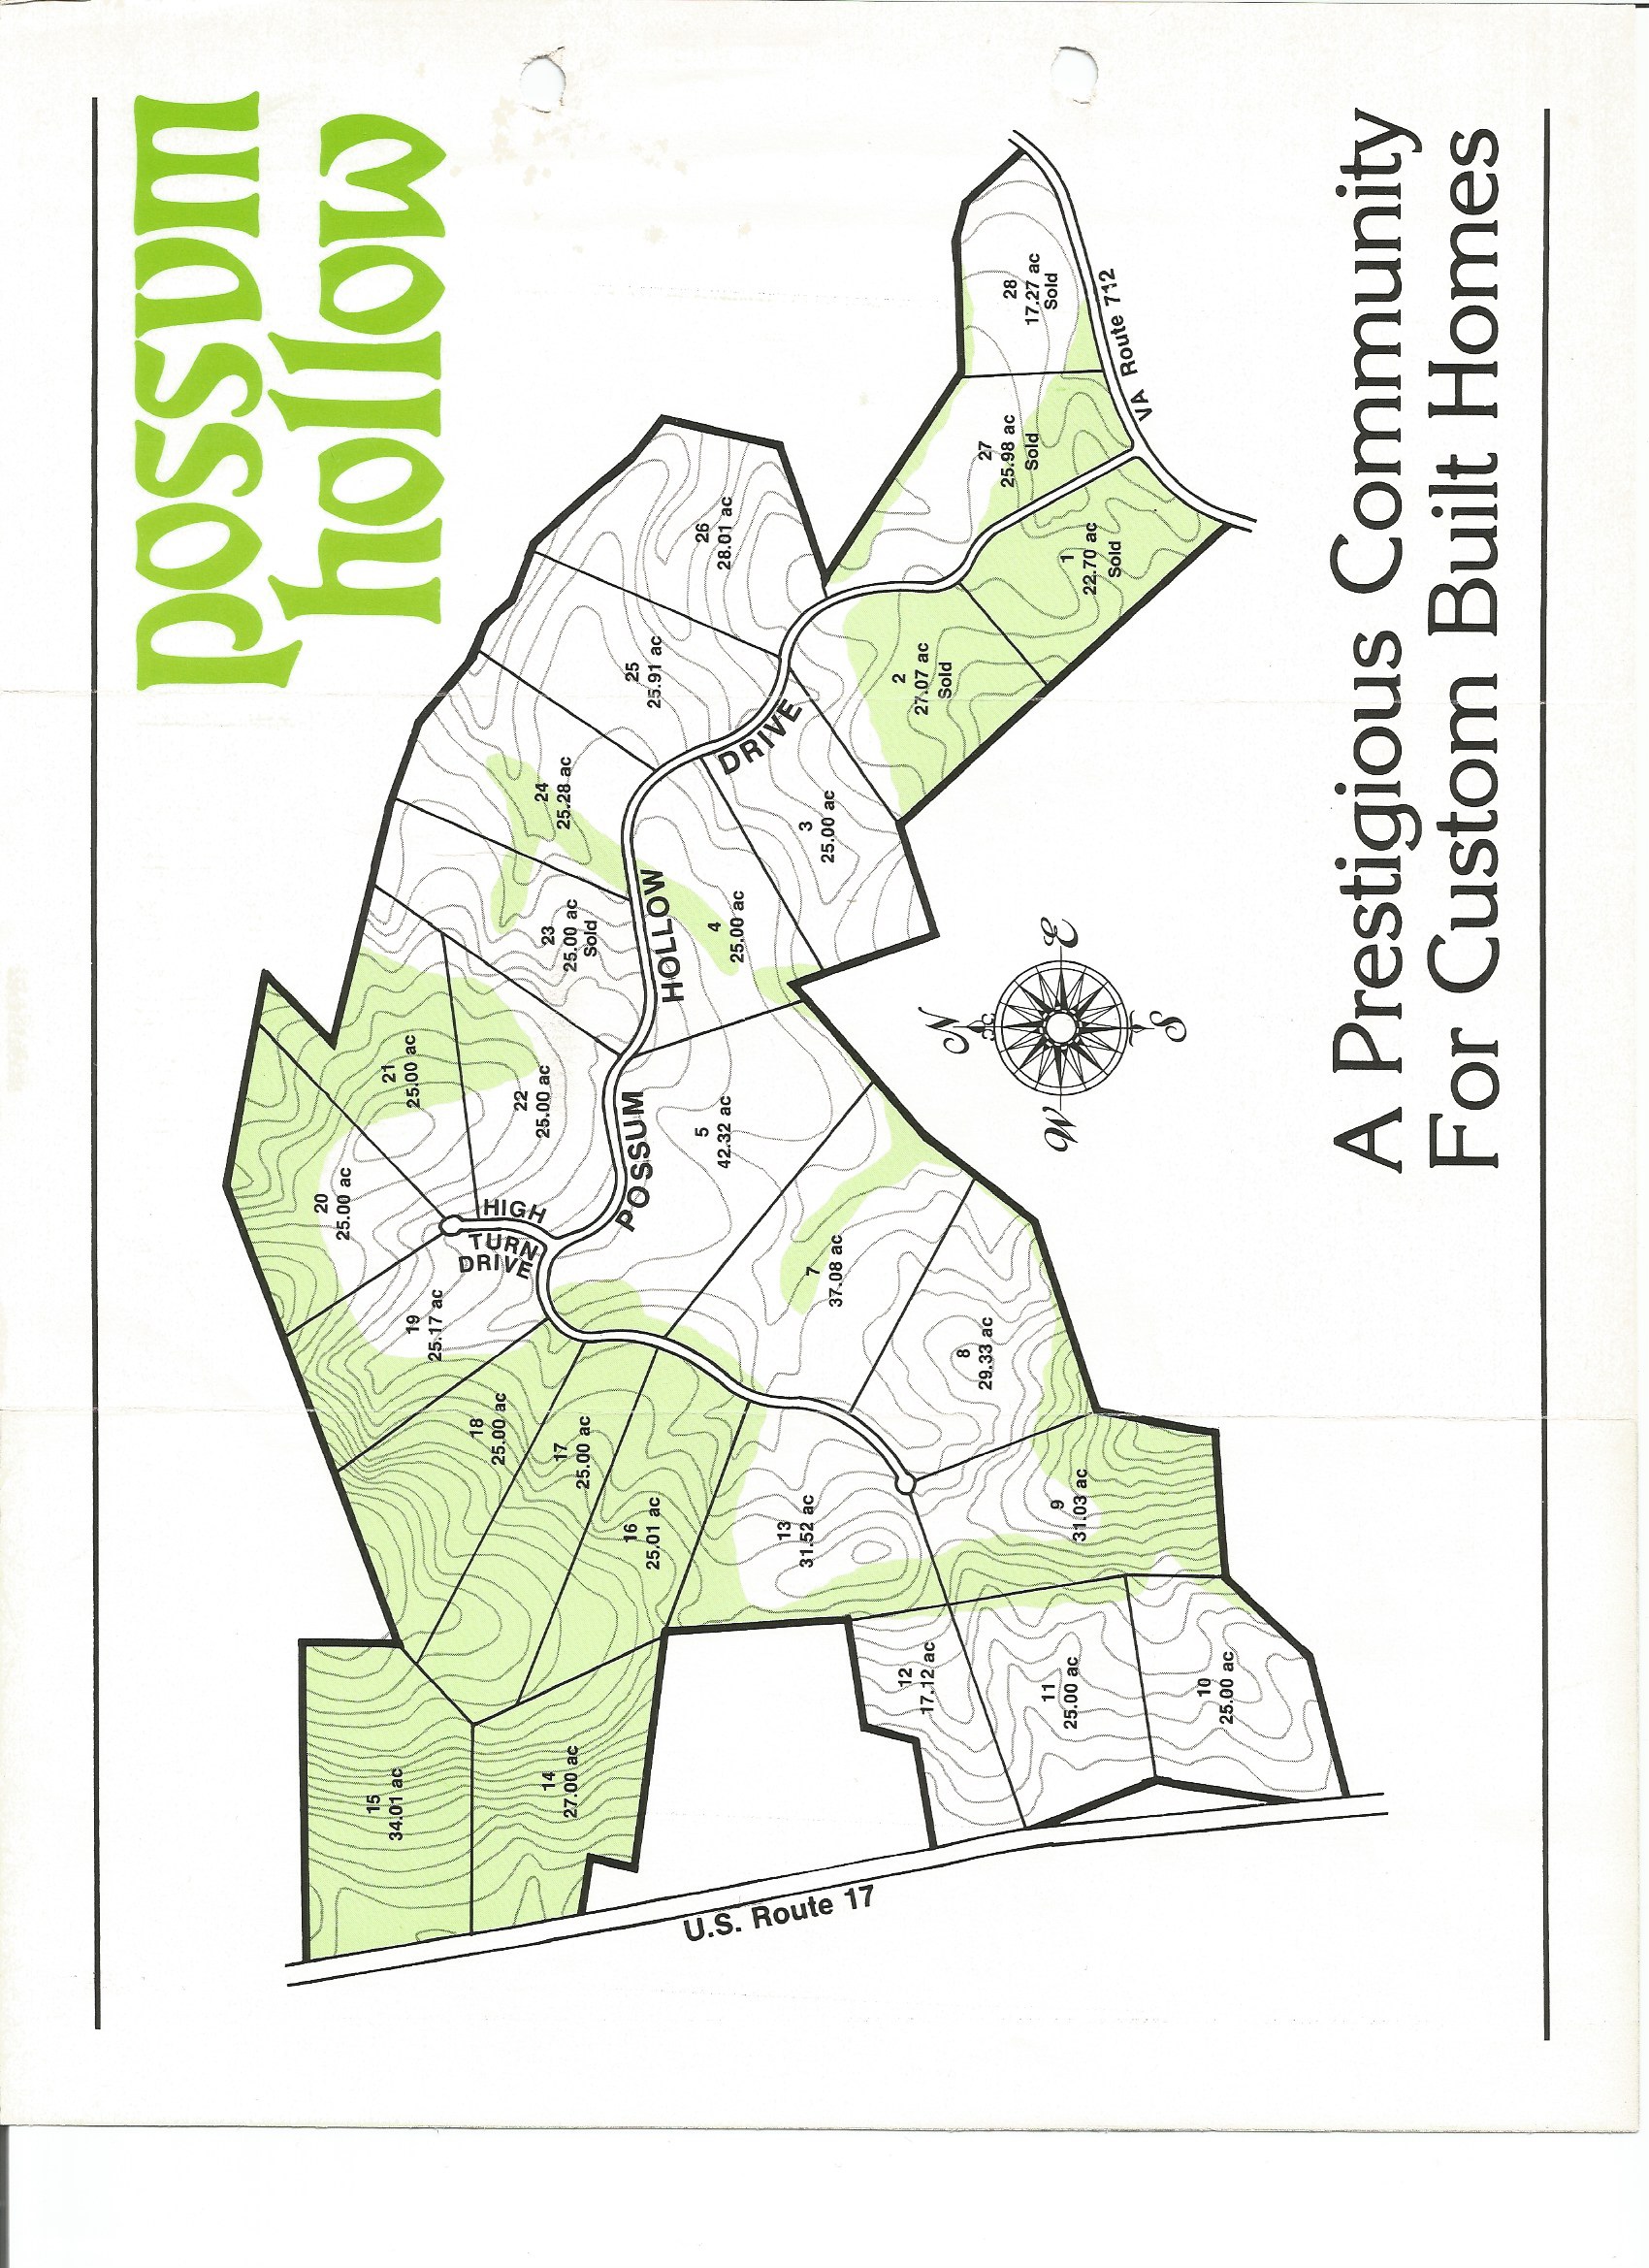 possum
hollow
15
34.01 ac
20
25.00 ac
21
25.00 ac
19
25.17 ac
18
25.00 ac
HIGH
TURN
DRIVE
22
25.00 ac
14
27.00 ac
17
25.00 ac
23
25.00 ac
Sold
24
25.28 ac
16
25.01 ac
POSSUM
HOLLOW
DRIVE
25
25.91 ac
26
28.01 ac
5
42.32 ac
4
25.00 ac
U.S. Route 17
13
31.52 ac
7
37.08 ac
3
25.00 ac
12
17.12 ac
2
27.07 ac
Sold
8
29.33 ac
27
25.98 ac
Sold
28
17.27 ac
Sold
11
25.00 ac
9
31.03 ac
1
22.70 ac
Sold
VA Route 712
10
25.00 ac
N
W
E
S
A Prestigious Community
For Custom Built Homes